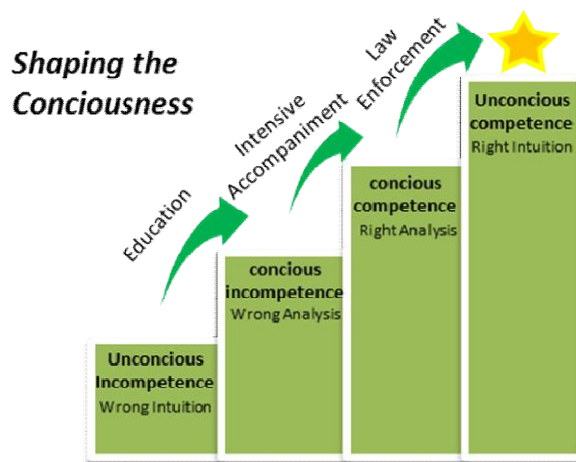 Shaping the
Conciousness
Education
Intensive
Accompaniment
Law
Enforcement
Unconcious
Incompetence
Wrong Intuition
concious
incompetence
Wrong Analysis
concious
competence
Right Analysis
Unconcious
competence
Right Intuition